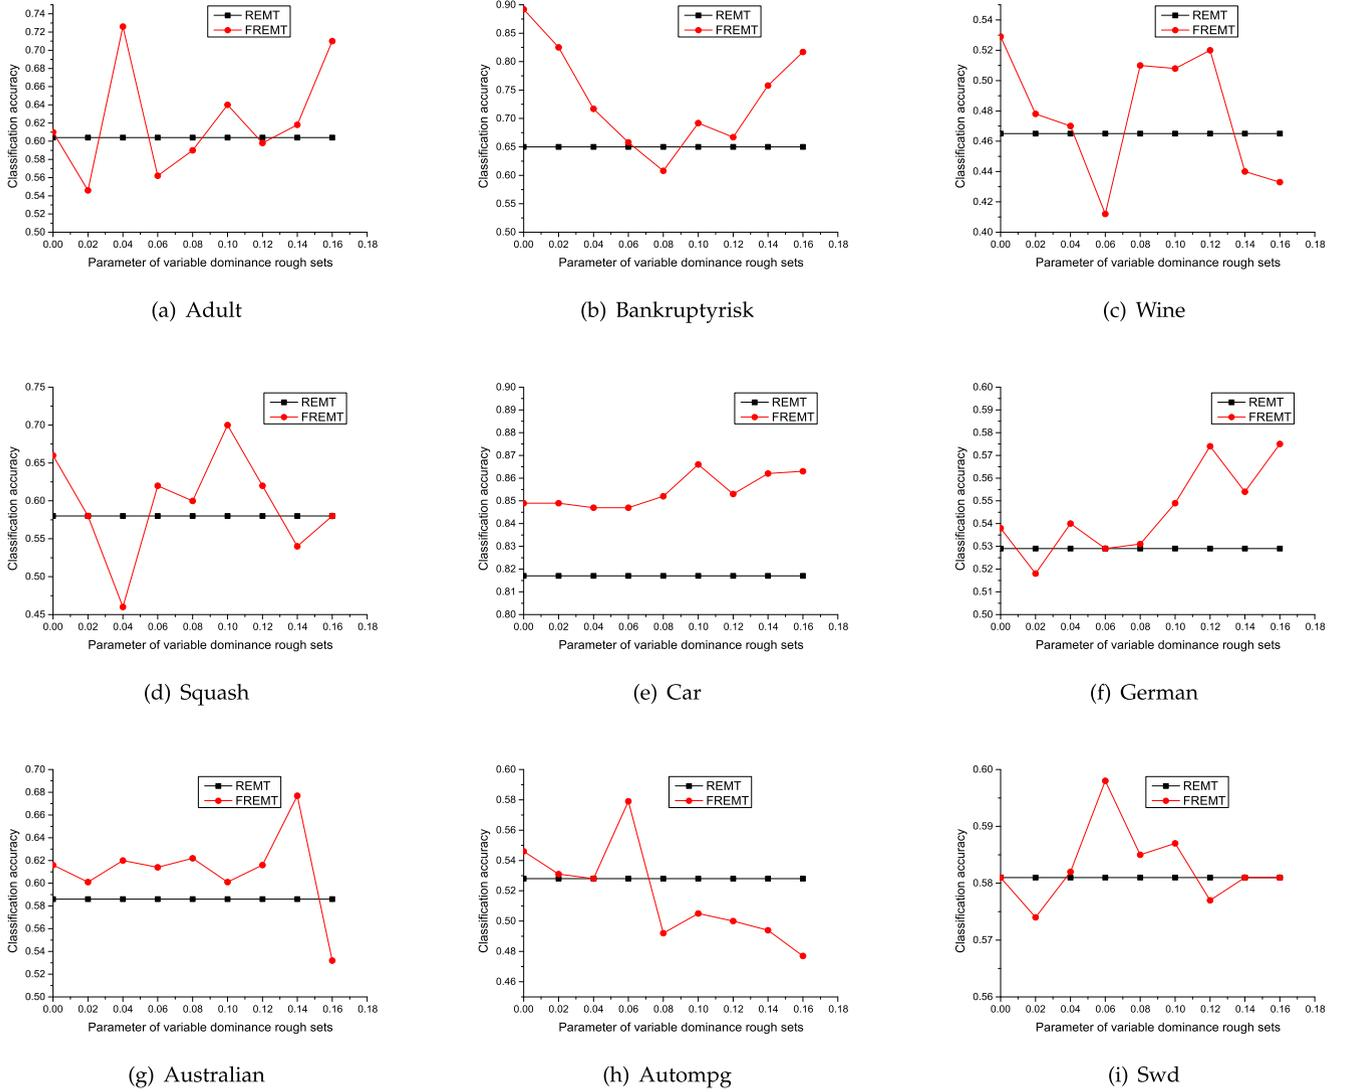 REMT
FREMT
0.74
0.72
0.70
0.68
0.66
0.64
0.62
0.60
0.58
0.56
0.54
0.52
0.50
Classification accuracy
0.00 0.02 0.04 0.06 0.08 0.10 0.12 0.14 0.16 0.18
Parameter of variable dominance rough sets
(a) Adult
REMT
FREMT
0.90
0.85
0.80
0.75
0.70
0.65
0.60
0.55
0.50
Classification accuracy
0.00 0.02 0.04 0.06 0.08 0.10 0.12 0.14 0.16 0.18
Parameter of variable dominance rough sets
(b) Bankruptyrisk
REMT
FREMT
0.54
0.52
0.50
0.48
0.46
0.44
0.42
0.40
Classification accuracy
0.00 0.02 0.04 0.06 0.08 0.10 0.12 0.14 0.16 0.18
Parameter of variable dominance rough sets
(c) Wine
REMT
FREMT
0.75
0.70
0.65
0.60
0.55
0.50
0.45
Classification accuracy
0.00 0.02 0.04 0.06 0.08 0.10 0.12 0.14 0.16 0.18
Parameter of variable dominance rough sets
(d) Squash
REMT
FREMT
0.90
0.89
0.88
0.87
0.86
0.85
0.84
0.83
0.82
0.81
0.80
Classification accuracy
0.00 0.02 0.04 0.06 0.08 0.10 0.12 0.14 0.16 0.18
Parameter of variable dominance rough sets
(e) Car
REMT
FREMT
0.60
0.59
0.58
0.57
0.56
0.55
0.54
0.53
0.52
0.51
0.50
Classification accuracy
0.00 0.02 0.04 0.06 0.08 0.10 0.12 0.14 0.16 0.18
Parameter of variable dominance rough sets
(f) German
REMT
FREMT
0.70
0.68
0.66
0.64
0.62
0.60
0.58
0.56
0.54
0.52
0.50
Classification accuracy
0.00 0.02 0.04 0.06 0.08 0.10 0.12 0.14 0.16 0.18
Parameter of variable dominance rough sets
(g) Australian
REMT
FREMT
0.60
0.58
0.56
0.54
0.52
0.50
0.48
0.46
Classification accuracy
0.00 0.02 0.04 0.06 0.08 0.10 0.12 0.14 0.16 0.18
Parameter of variable dominance rough sets
(h) Autompg
REMT
FREMT
0.60
0.59
0.58
0.57
0.56
Classification accuracy
0.00 0.02 0.04 0.06 0.08 0.10 0.12 0.14 0.16 0.18
Parameter of variable dominance rough sets
(i) Swd